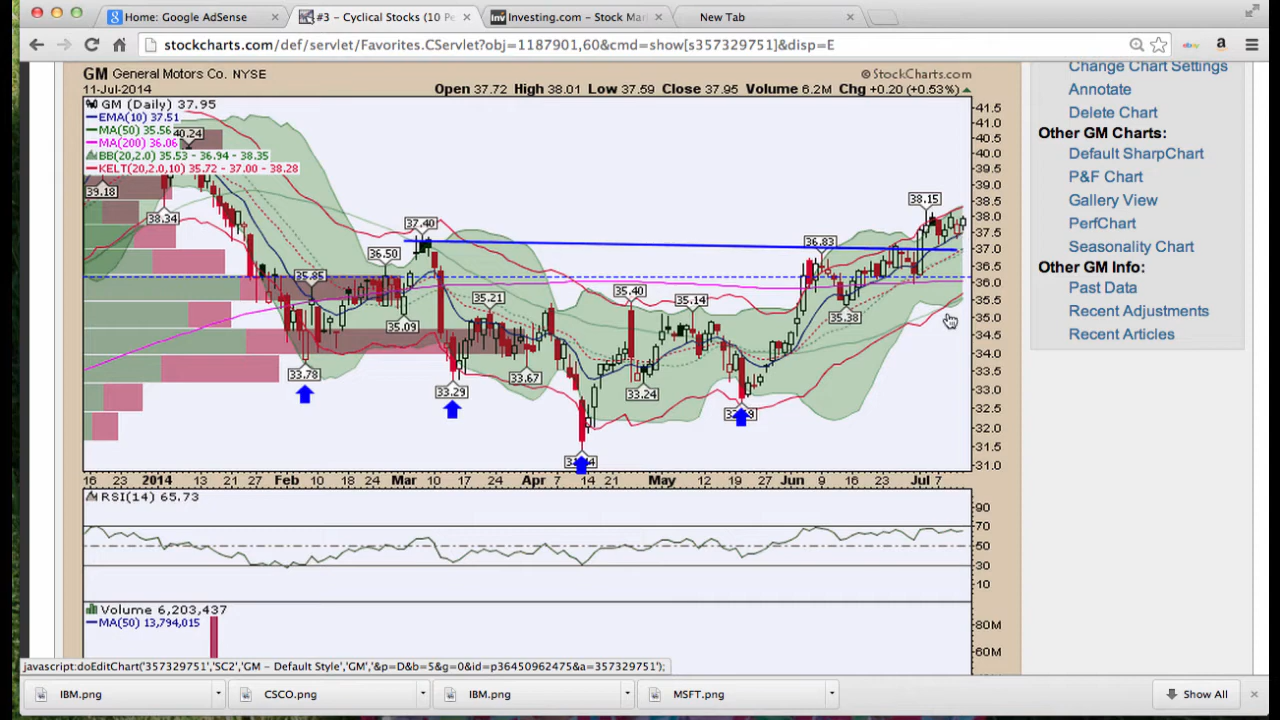 Home: Google AdSense
#3 – Cyclical Stocks (10 Pe
Investing.com – Stock Mar
New Tab
stockcharts.com/def/servlet/Favorites.CServlet?obj=1187901,60&cmd=show[s357329751]&disp=E
GM General Motors Co. NYSE
© StockCharts.com
11-Jul-2014
Open 37.72 High 38.01 Low 37.59 Close 37.95 Volume 6.2M Chg +0.20 (+0.53%)
GM (Daily) 37.95
EMA(10) 37.51
MA(50) 35.56
MA(200) 36.06
BB(20,2.0) 35.53 – 36.94 – 38.35
KELT(20,2.0,10) 35.72 – 37.00 – 38.28
40.24
39.18
38.34
35.85
36.50
37.40
35.21
35.40
35.14
36.83
38.15
33.78
35.09
33.29
33.67
33.24
35.38
41.5
41.0
40.5
40.0
39.5
39.0
38.5
38.0
37.5
37.0
36.5
36.0
35.5
35.0
34.5
34.0
33.5
33.0
32.5
32.0
31.5
31.0
16 23 2014 13 21 27 Feb 10 18 24 Mar 10 17 24 Apr 7 14 21 May 12 19 27 Jun 9 16 23 Jul 7
RSI(14) 65.73
90
70
50
30
10
Volume 6,203,437
MA(50) 13,794,015
80M
60M
Change Chart Settings
Annotate
Delete Chart
Other GM Charts:
Default SharpChart
P&F Chart
Gallery View
PerfChart
Seasonality Chart
Other GM Info:
Past Data
Recent Adjustments
Recent Articles
javascript:doEditChart('357329751','SC2','GM – Default Style','GM','&p=D&b=5&g=0&id=p36450962475&a=357329751');
IBM.png
CSCO.png
IBM.png
MSFT.png
Show All